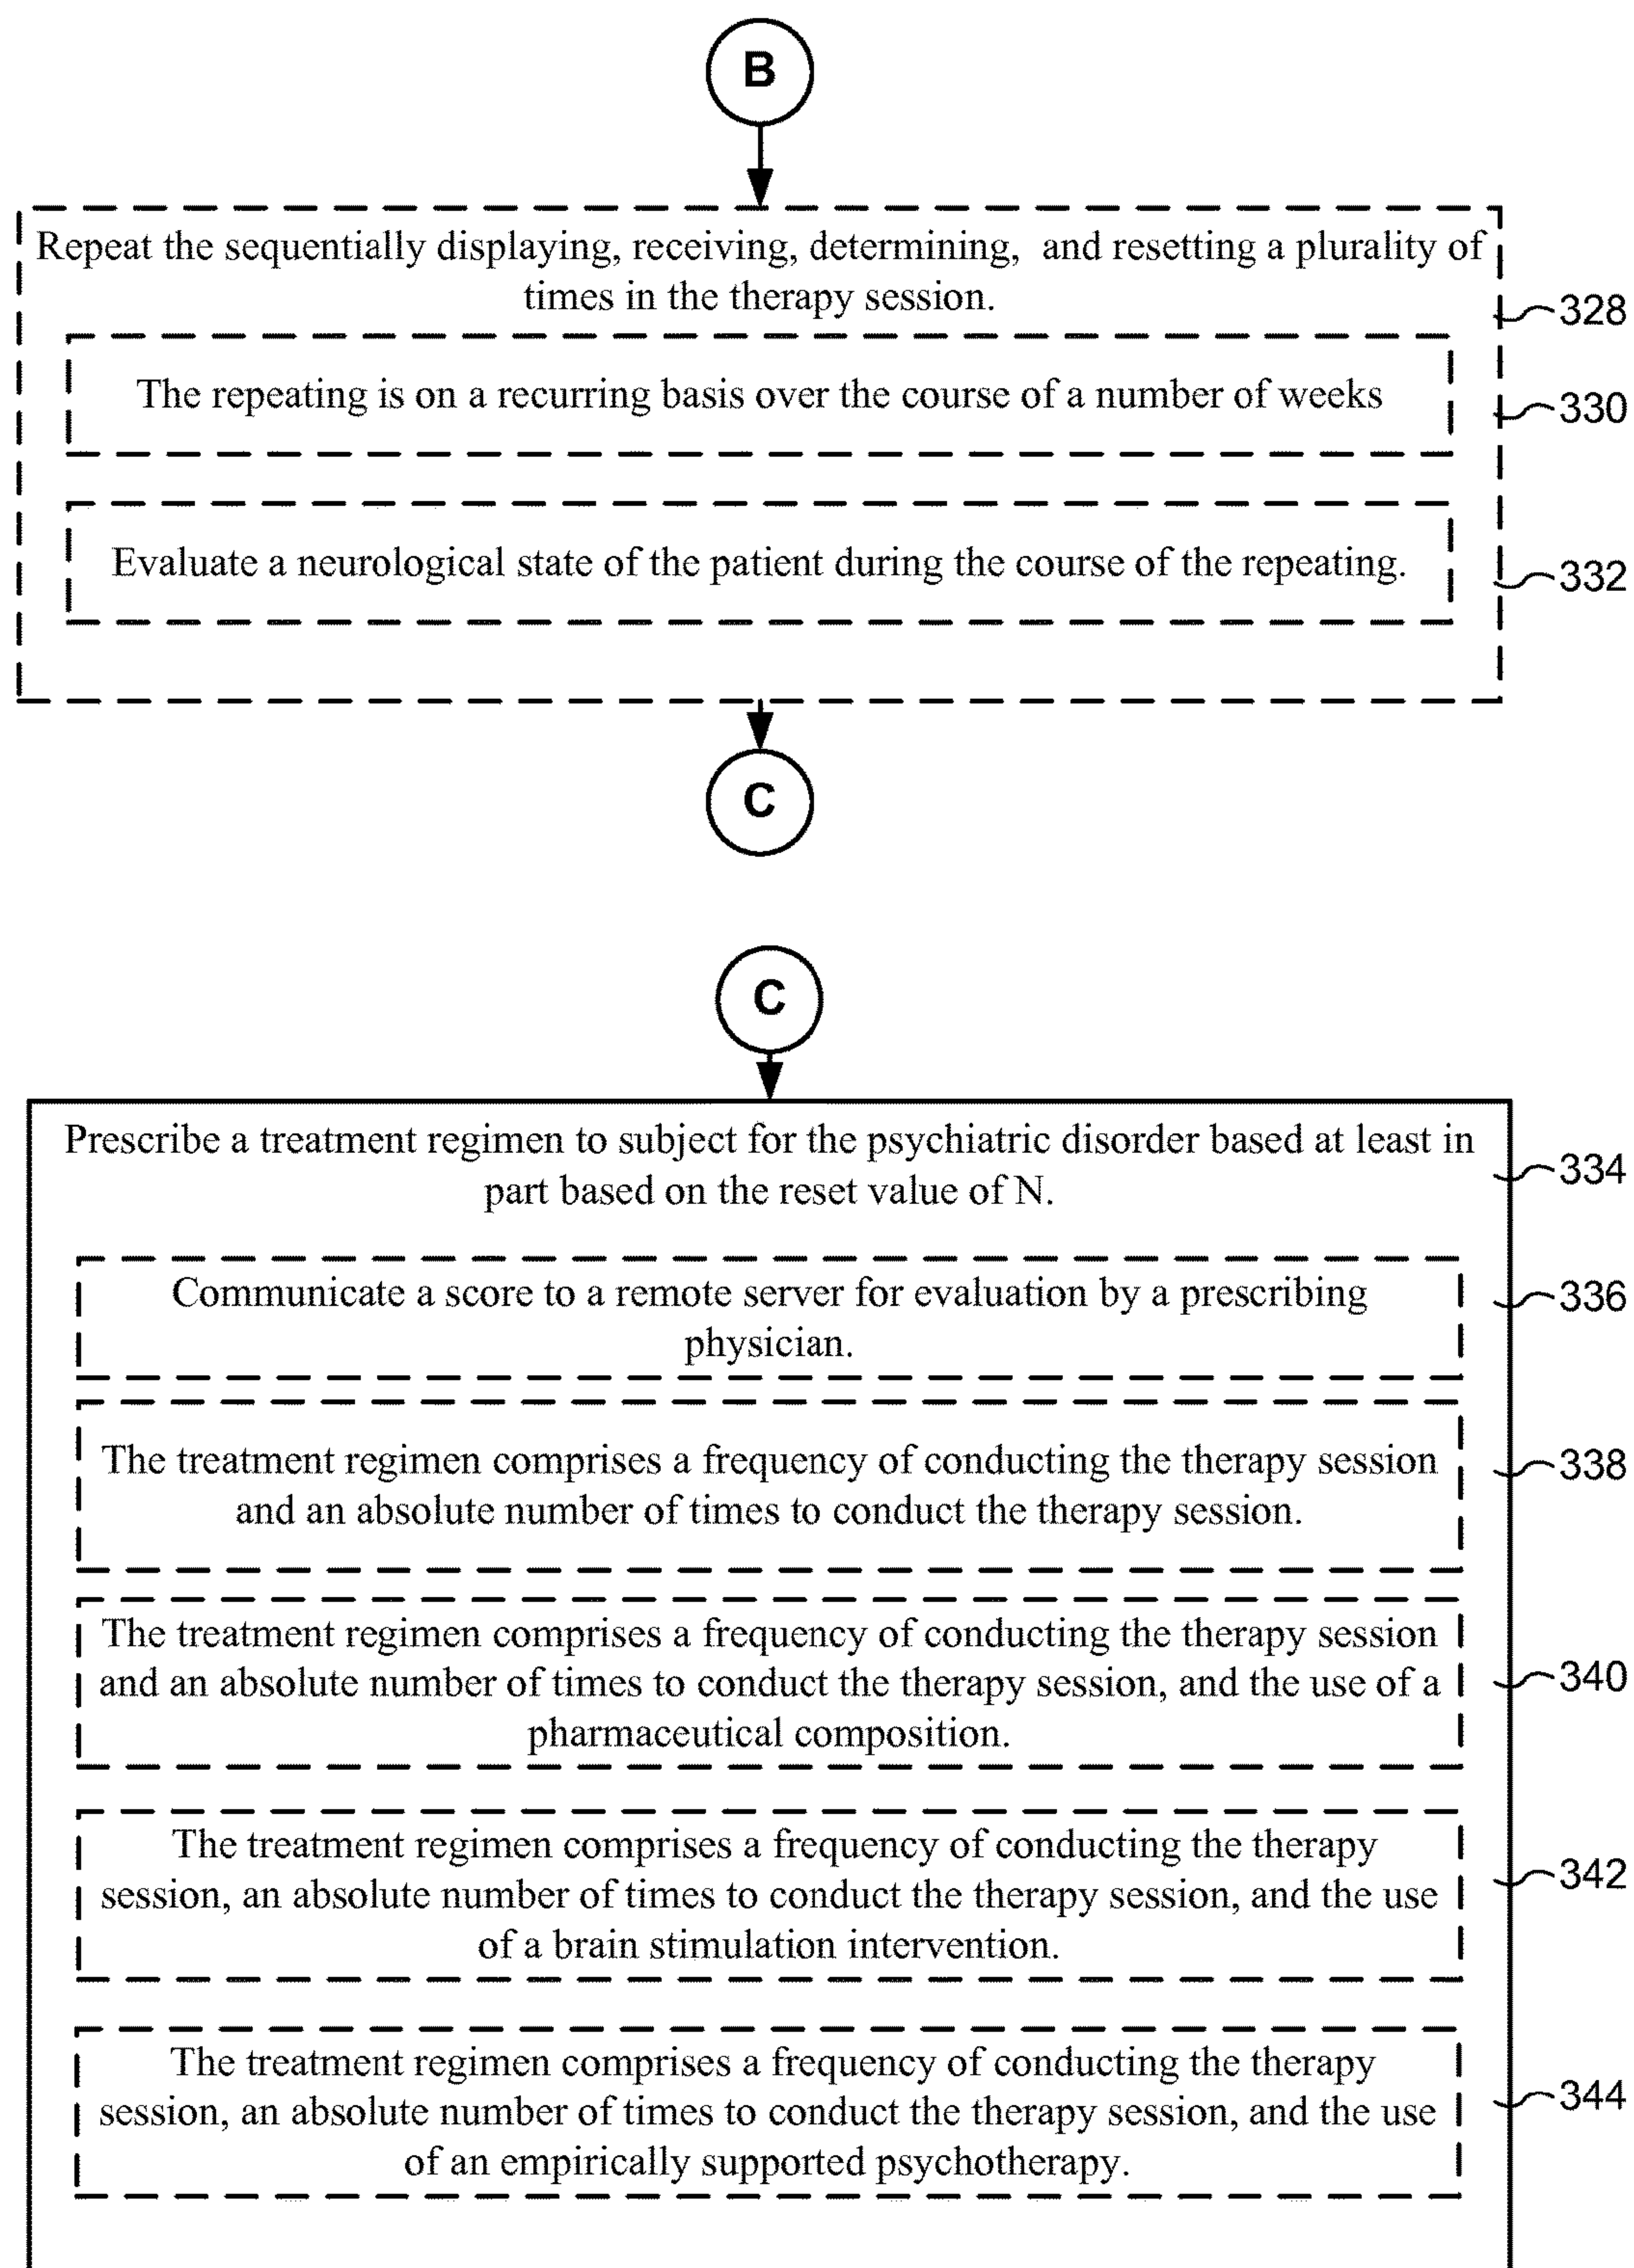 B
Repeat the sequentially displaying, receiving, determining, and resetting a plurality of
times in the therapy session.
328
The repeating is on a recurring basis over the course of a number of weeks
330
Evaluate a neurological state of the patient during the course of the repeating.
332
C
C
Prescribe a treatment regimen to subject for the psychiatric disorder based at least in
part based on the reset value of N.
334
Communicate a score to a remote server for evaluation by a prescribing
physician.
336
The treatment regimen comprises a frequency of conducting the therapy session
and an absolute number of times to conduct the therapy session.
338
The treatment regimen comprises a frequency of conducting the therapy session
and an absolute number of times to conduct the therapy session, and the use of a
pharmaceutical composition.
340
The treatment regimen comprises a frequency of conducting the therapy
session, an absolute number of times to conduct the therapy session, and the use
of a brain stimulation intervention.
342
The treatment regimen comprises a frequency of conducting the therapy
session, an absolute number of times to conduct the therapy session, and the use
of an empirically supported psychotherapy.
344